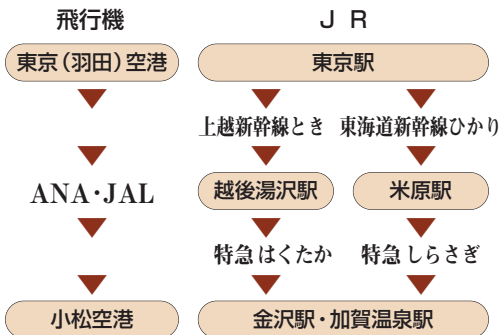 飛行機
JR
東京(羽田)空港
東京駅
上越新幹線とき
東海道新幹線ひかり
ANA・JAL
越後湯沢駅
米原駅
特急はくたか
特急しらさぎ
小松空港
金沢駅・加賀温泉駅